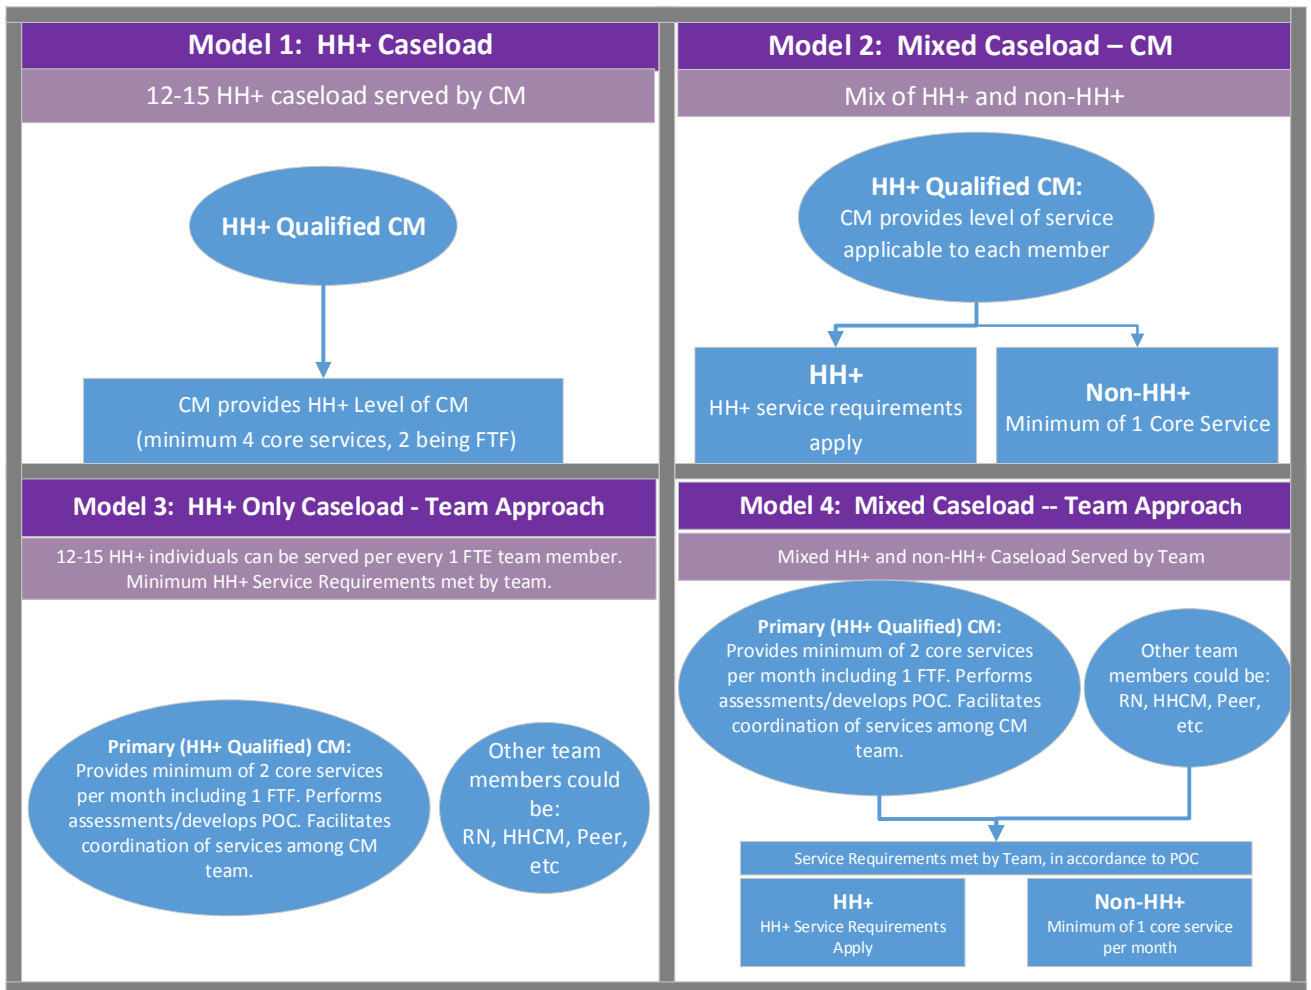 Model 1:  HH+ Caseload
12-15 HH+ caseload served by CM
HH+ Qualified CM
CM provides HH+ Level of CM
(minimum 4 core services, 2 being FTF)
Model 2:  Mixed Caseload – CM
Mix of HH+ and non-HH+
HH+ Qualified CM:
CM provides level of service
applicable to each member
HH+
HH+ service requirements
apply
Non-HH+
Minimum of 1 Core Service
Model 3:  HH+ Only Caseload - Team Approach
12-15 HH+ individuals can be served per every 1 FTE team member.
Minimum HH+ Service Requirements met by team.
Primary (HH+ Qualified) CM:
Provides minimum of 2 core services
per month including 1 FTF. Performs
assessments/develops POC. Facilitates
coordination of services among CM
team.
Other team
members could
be:
RN, HHCM, Peer,
etc
Model 4:  Mixed Caseload -- Team Approach
Mixed HH+ and non-HH+ Caseload Served by Team
Primary (HH+ Qualified) CM:
Provides minimum of 2 core services
per month including 1 FTF. Performs
assessments/develops POC. Facilitates
coordination of services among CM
team.
Other team
members could be:
RN, HHCM, Peer,
etc
Service Requirements met by Team, in accordance to POC
HH+
HH+ Service Requirements
Apply
Non-HH+
Minimum of 1 core service
per month